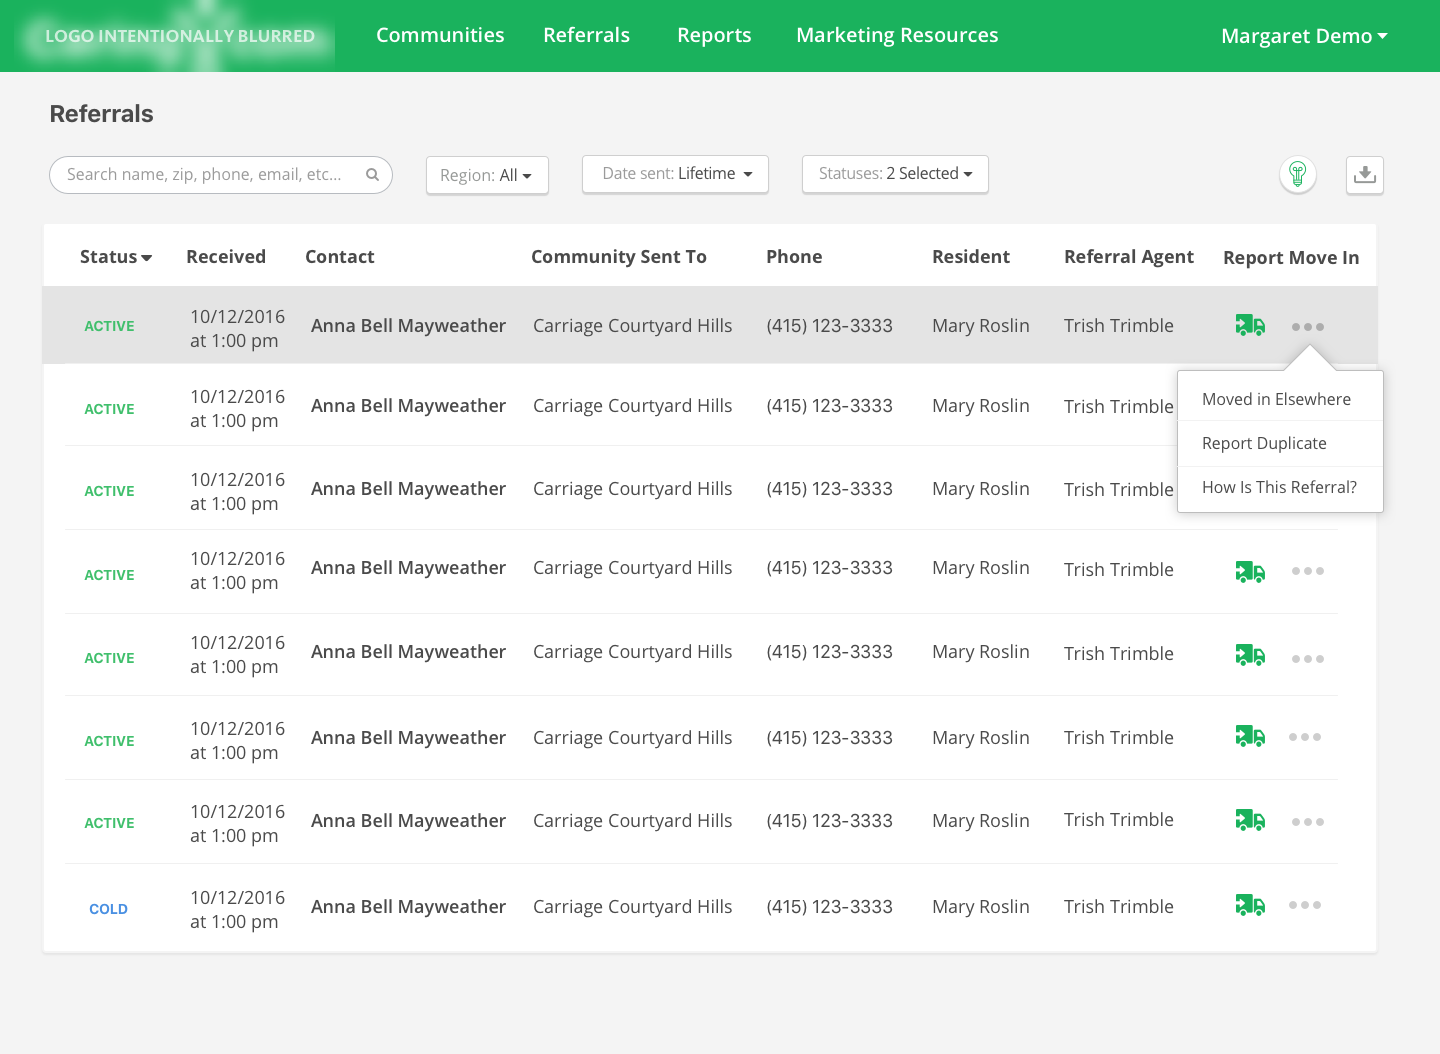 LOGO INTENTIONALLY BLURRED
Communities
Referrals
Reports
Marketing Resources
Margaret Demo
Referrals
Search name, zip, phone, email, etc...
Region: All
Date sent: Lifetime
Statuses: 2 Selected
Status
Received
Contact
Community Sent To
Phone
Resident
Referral Agent
Report Move In
ACTIVE
10/12/2016
at 1:00 pm
Anna Bell Mayweather
Carriage Courtyard Hills
(415) 123-3333
Mary Roslin
Trish Trimble
Moved in Elsewhere
Report Duplicate
How Is This Referral?
ACTIVE
10/12/2016
at 1:00 pm
Anna Bell Mayweather
Carriage Courtyard Hills
(415) 123-3333
Mary Roslin
Trish Trimble
ACTIVE
10/12/2016
at 1:00 pm
Anna Bell Mayweather
Carriage Courtyard Hills
(415) 123-3333
Mary Roslin
Trish Trimble
ACTIVE
10/12/2016
at 1:00 pm
Anna Bell Mayweather
Carriage Courtyard Hills
(415) 123-3333
Mary Roslin
Trish Trimble
ACTIVE
10/12/2016
at 1:00 pm
Anna Bell Mayweather
Carriage Courtyard Hills
(415) 123-3333
Mary Roslin
Trish Trimble
ACTIVE
10/12/2016
at 1:00 pm
Anna Bell Mayweather
Carriage Courtyard Hills
(415) 123-3333
Mary Roslin
Trish Trimble
ACTIVE
10/12/2016
at 1:00 pm
Anna Bell Mayweather
Carriage Courtyard Hills
(415) 123-3333
Mary Roslin
Trish Trimble
COLD
10/12/2016
at 1:00 pm
Anna Bell Mayweather
Carriage Courtyard Hills
(415) 123-3333
Mary Roslin
Trish Trimble